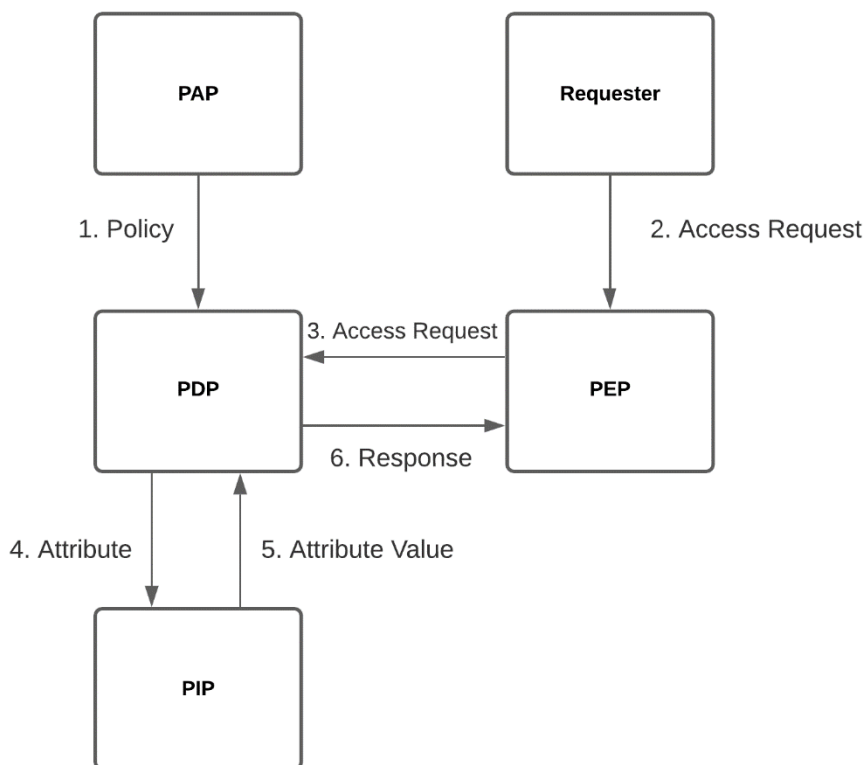 PAP
Requester
1. Policy
2. Access Request
3. Access Request
PDP
PEP
6. Response
4. Attribute
5. Attribute Value
PIP